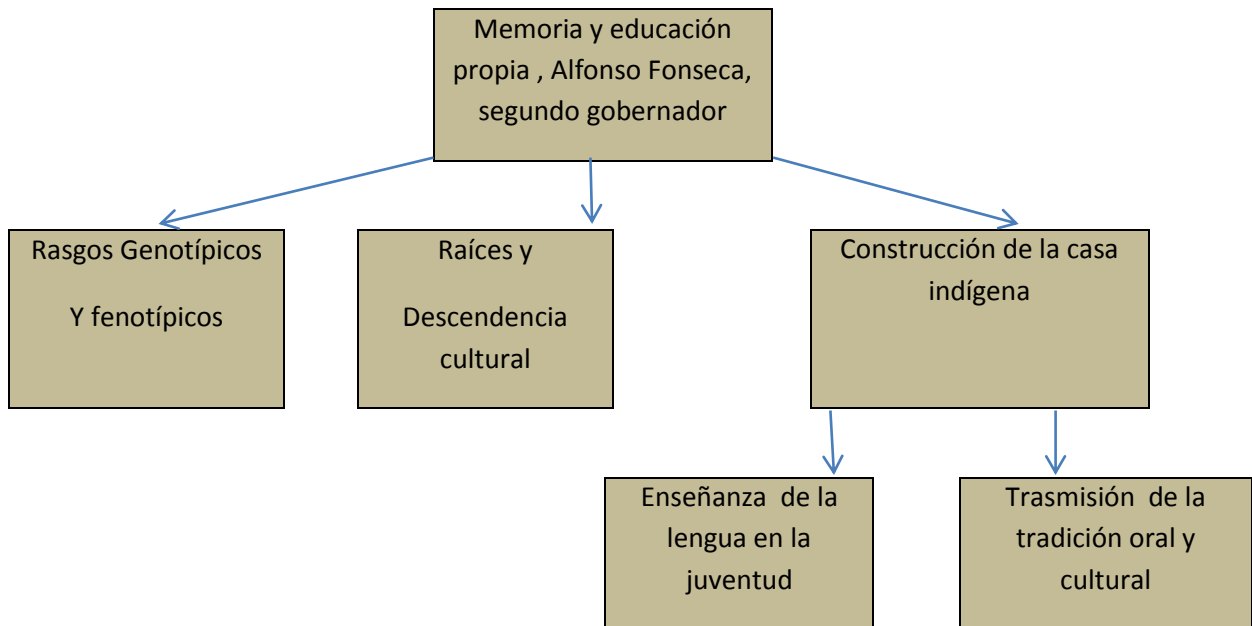 Memoria y educación
propia , Alfonso Fonseca,
segundo gobernador
Rasgos Genotípicos
Y fenotípicos
Raíces y
Descendencia
cultural
Construcción de la casa
indígena
Enseñanza  de la
lengua en la
juventud
Trasmisión  de la
tradición oral y
cultural